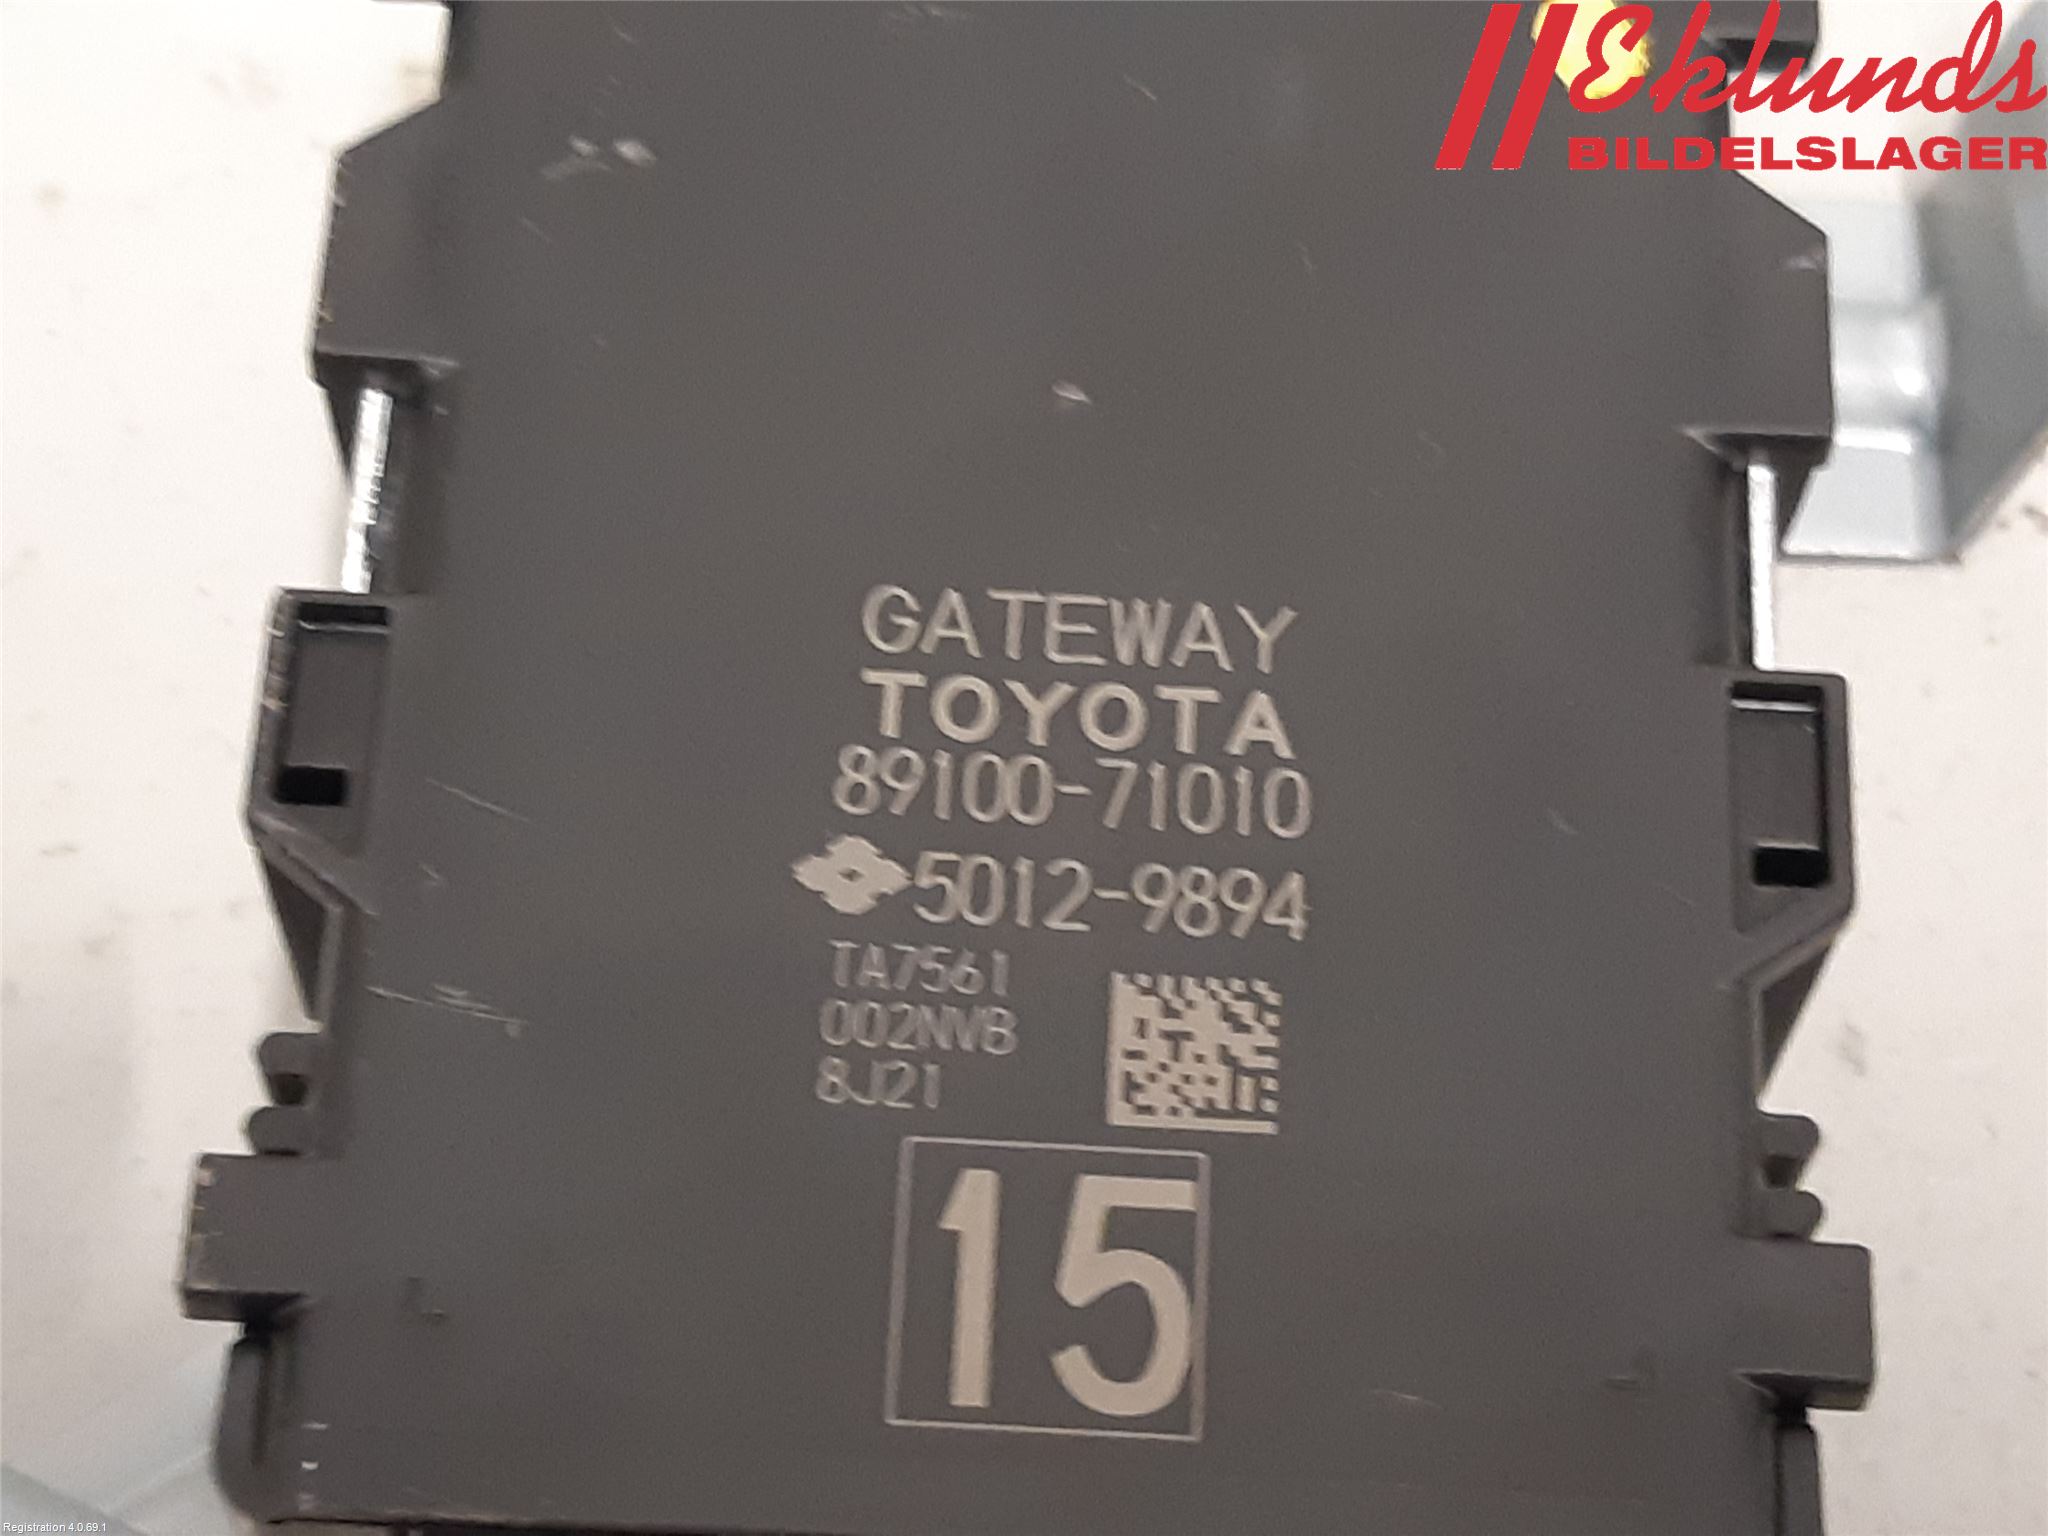 Eklunds
BILDELSLAGER
GATEWAY
TOYOTA
89100-71010
5012-9894
TA7561
002NVB
8J21
15
Registration 4.0.69.1